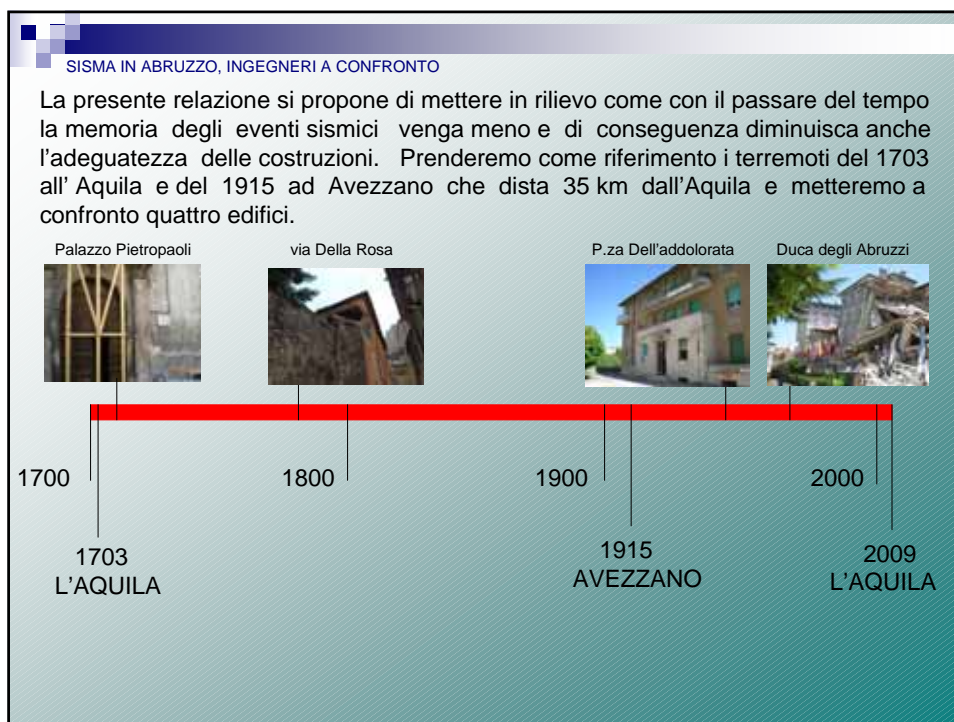 SISMA IN ABRUZZO, INGEGNERI A CONFRONTO
La presente relazione si propone di mettere in rilievo come con il passare del tempo
la memoria degli eventi sismici venga meno e di conseguenza diminuisca anche
l'adeguatezza delle costruzioni. Prenderemo come riferimento i terremoti del 1703
all' Aquila e del 1915 ad Avezzano che dista 35 km dall'Aquila e metteremo a
confronto quattro edifici.
Palazzo Pietropaoli via Della Rosa P.za Dell'addolorata Duca degli Abruzzi
1700 1800 1900 2000
1703 1915 2009
L'AQUILA AVEZZANO L'AQUILA